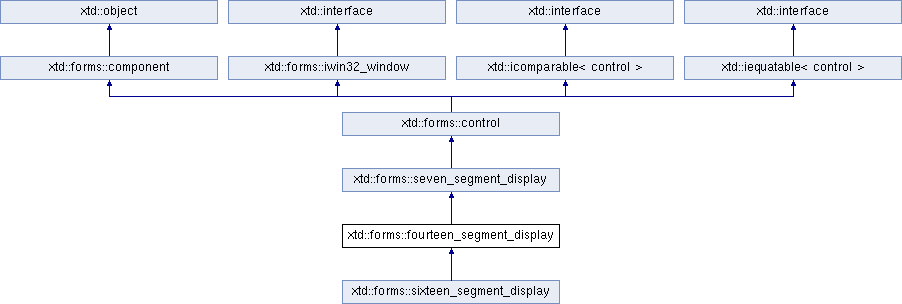 xtd::object
xtd::interface
xtd::interface
xtd::interface
xtd::forms::component
xtd::forms::iwin32_window
xtd::icomparable< control >
xtd::iequatable< control >
xtd::forms::control
xtd::forms::seven_segment_display
xtd::forms::fourteen_segment_display
xtd::forms::sixteen_segment_display